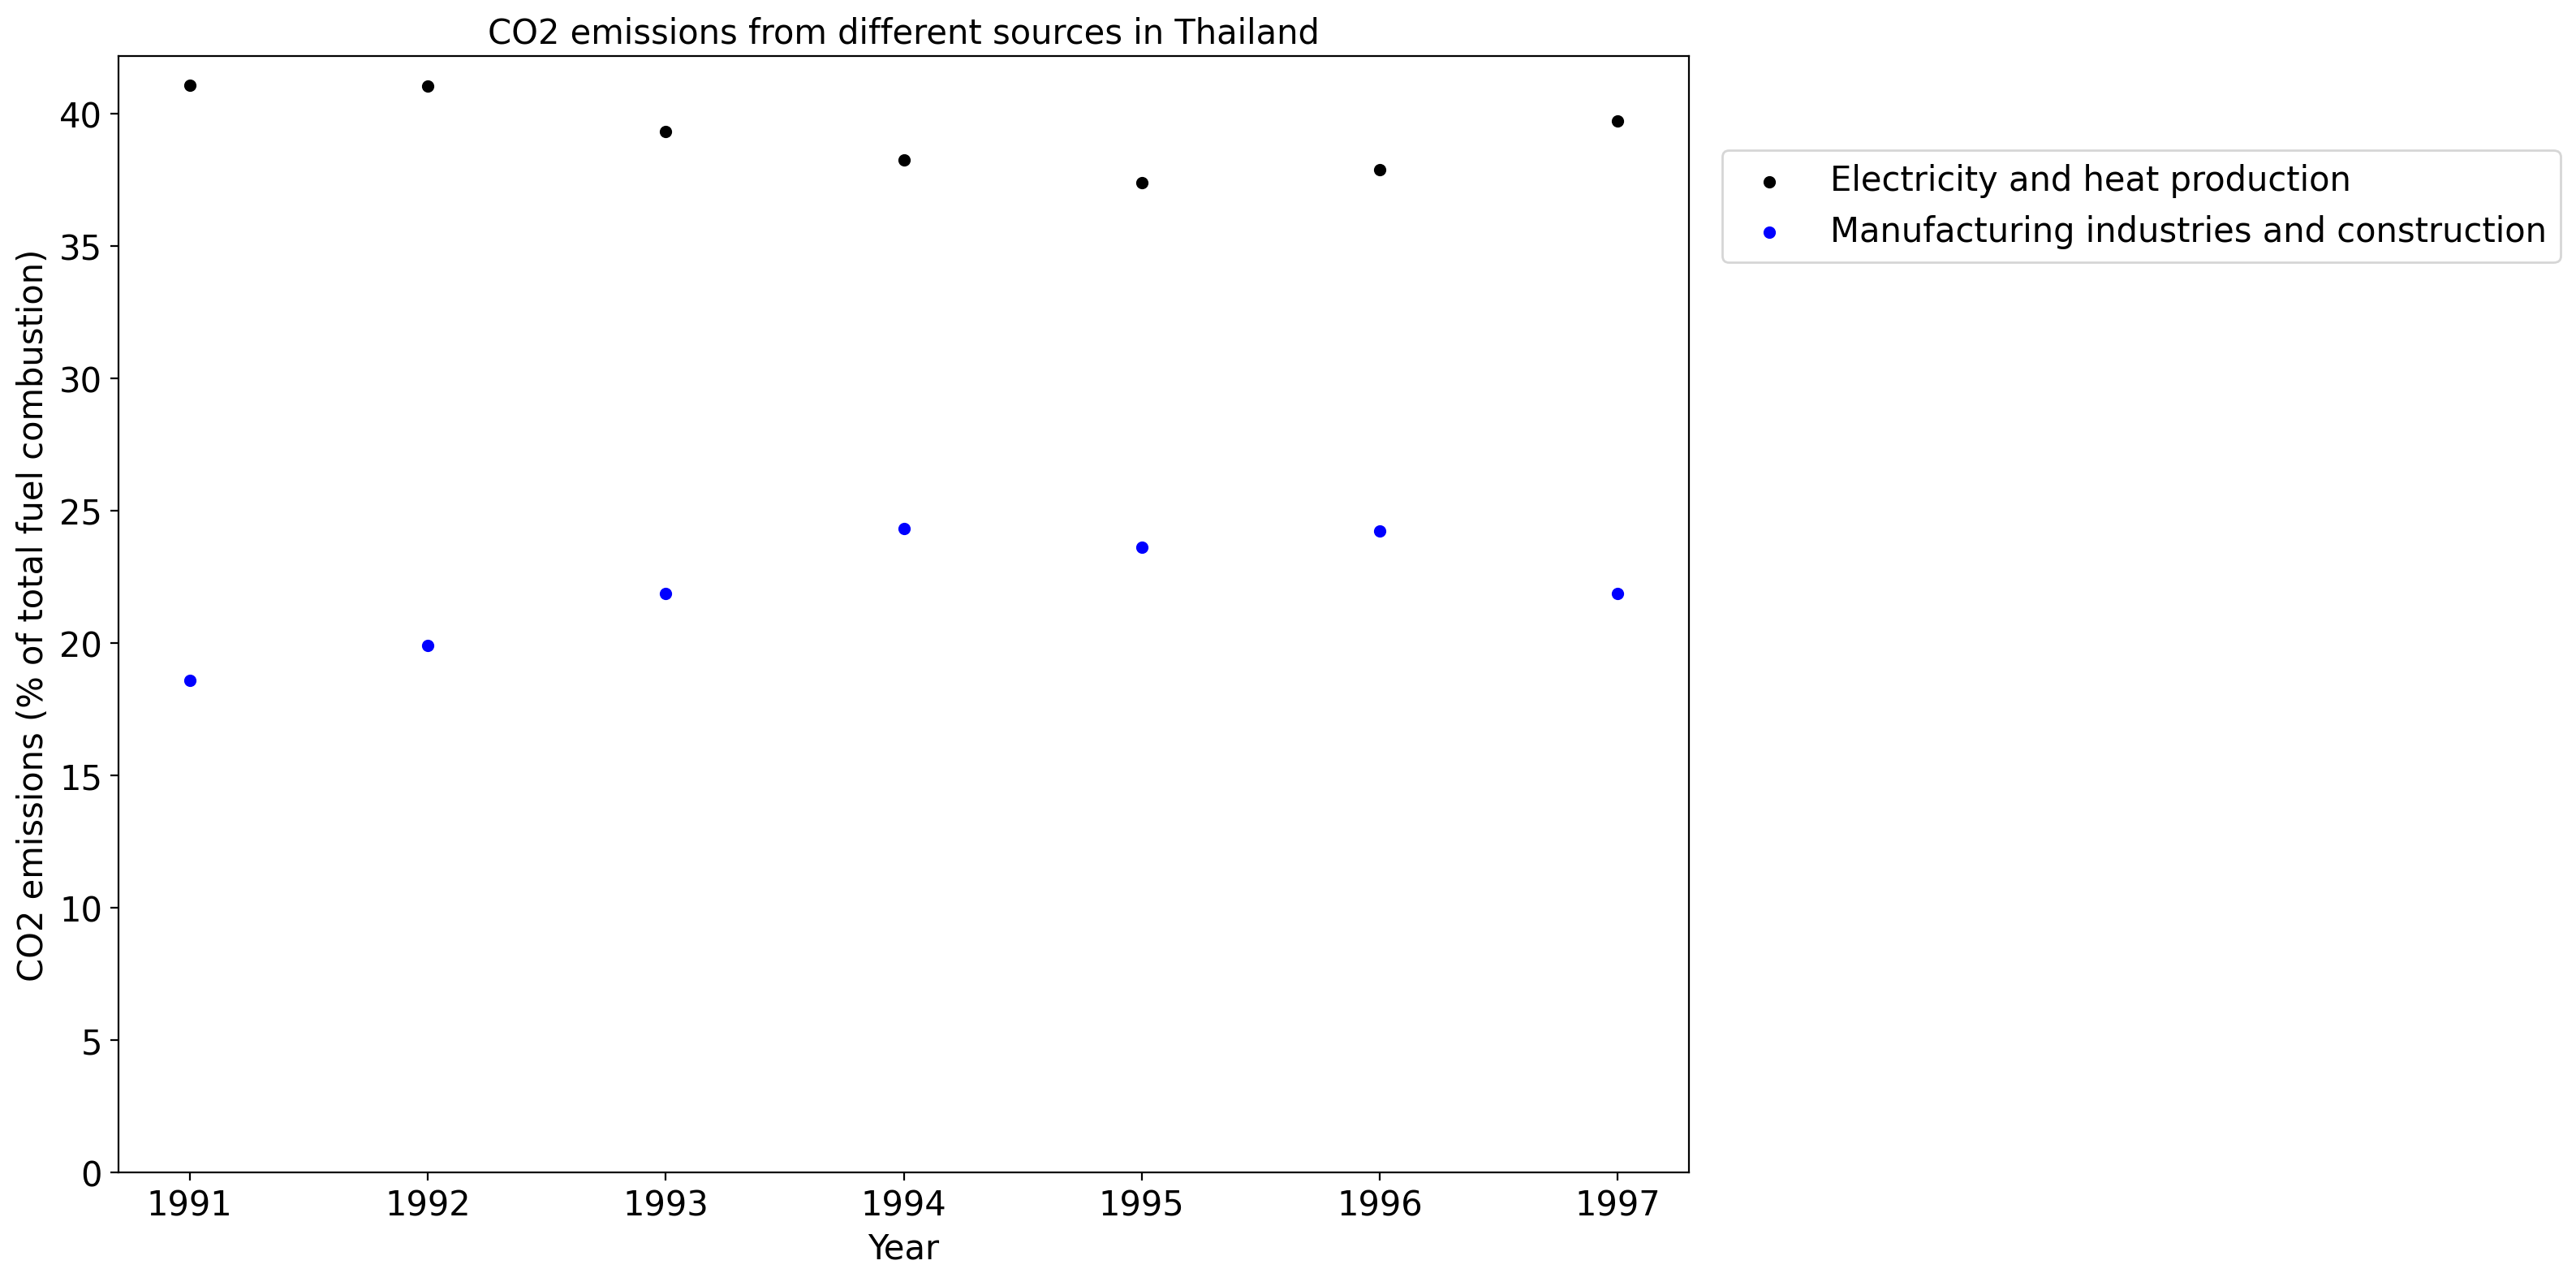 CO2 emissions from different sources in Thailand
CO2 emissions (% of total fuel combustion)
40
35
30
25
20
15
10
5
0
1991 1992 1993 1994 1995 1996 1997
Year
Electricity and heat production
Manufacturing industries and construction